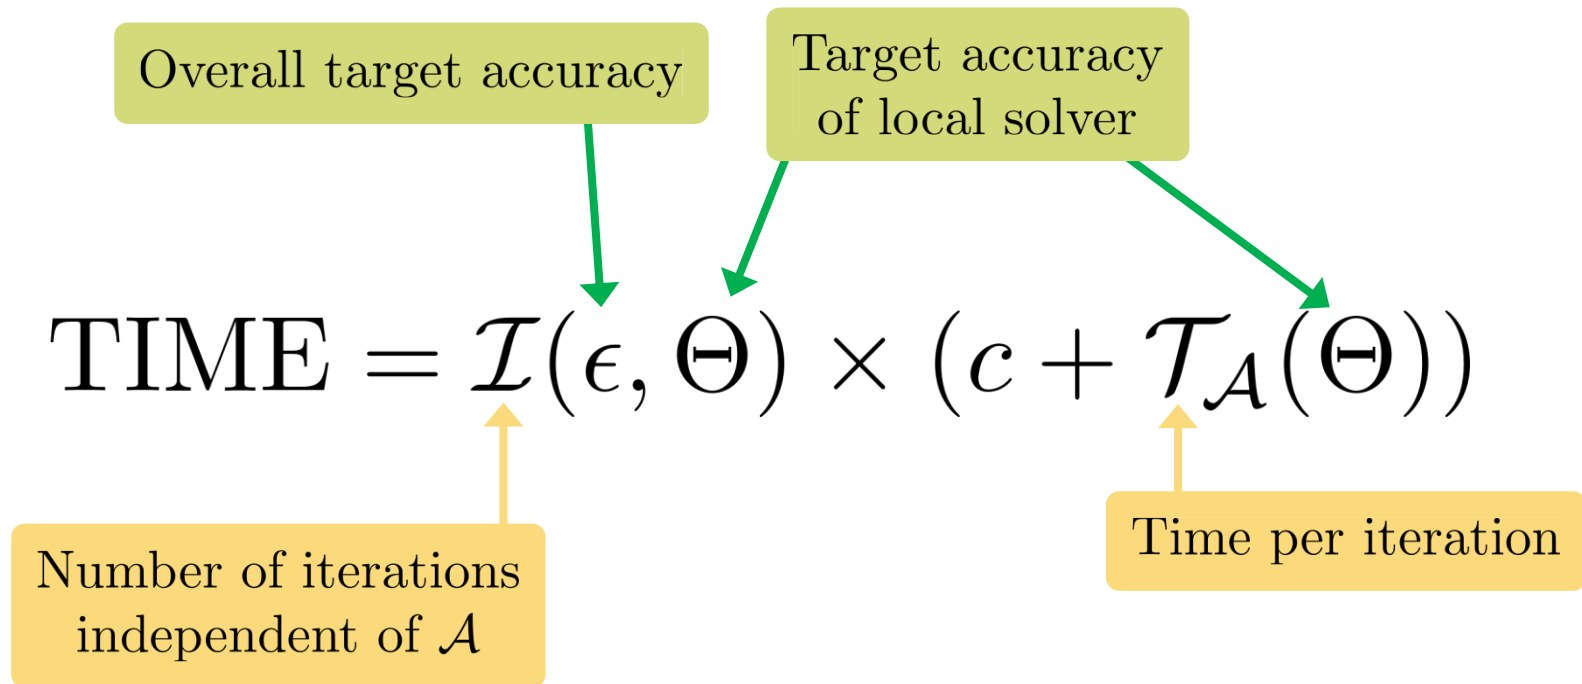 Overall target accuracy
Target accuracy
of local solver
TIME = ℐ(ϵ, Θ) × (c + 𝒯_𝒜(Θ))
Number of iterations
independent of 𝒜
Time per iteration